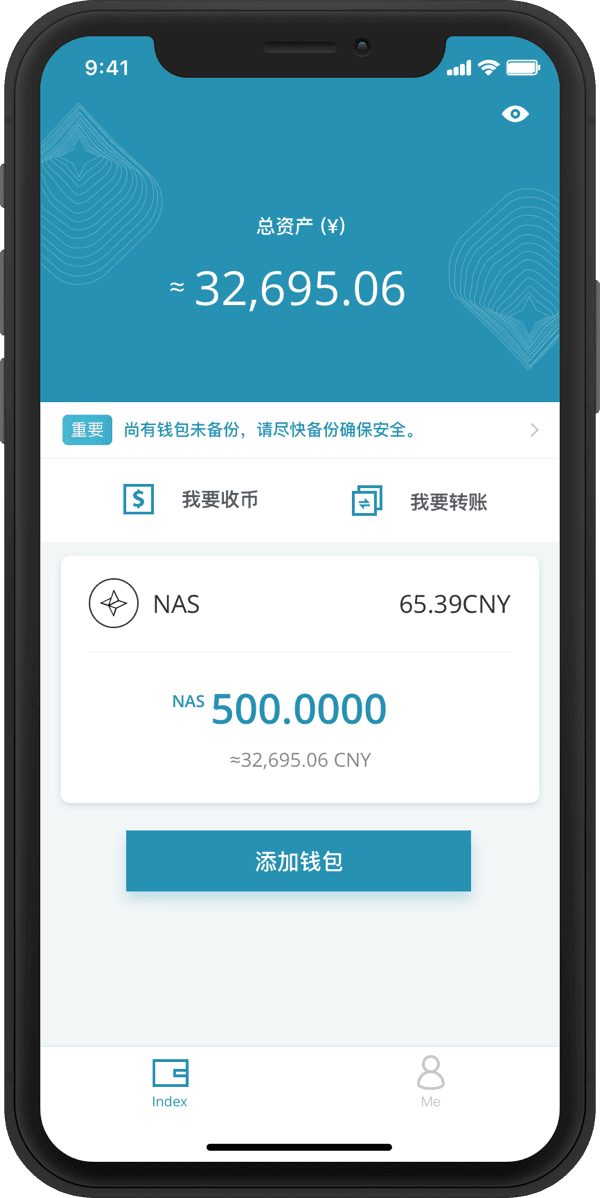 9:41
总资产 (¥)
≈ 32,695.06
重要 尚有钱包未备份，请尽快备份确保安全。
$ 我要收币 我要转账
NAS 65.39CNY
NAS 500.0000
≈32,695.06 CNY
添加钱包
Index Me